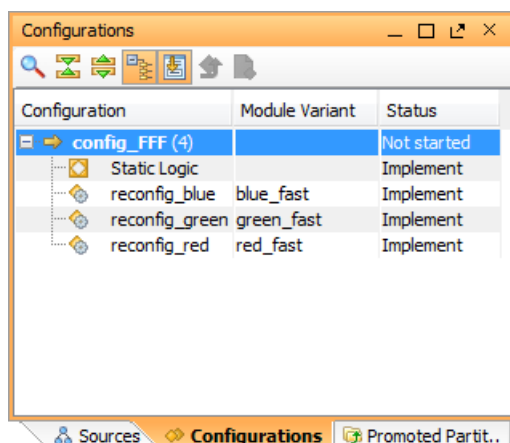 Configurations
Configuration Module Variant Status
config_FFF (4) Not started
Static Logic Implement
reconfig_blue blue_fast Implement
reconfig_green green_fast Implement
reconfig_red red_fast Implement
Sources Configurations Promoted Partit..